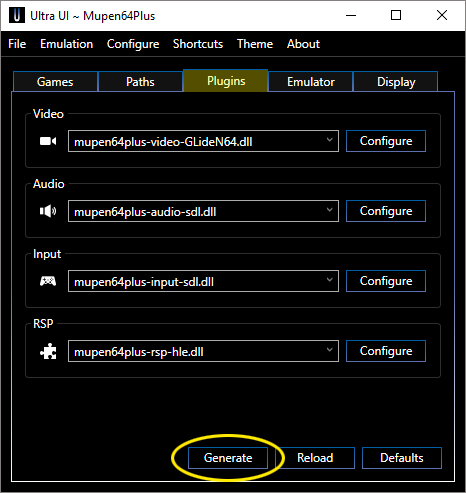 Ultra UI ~ Mupen64Plus
File Emulation Configure Shortcuts Theme About
Games Paths Plugins Emulator Display
Video
mupen64plus-video-GLideN64.dll Configure
Audio
mupen64plus-audio-sdl.dll Configure
Input
mupen64plus-input-sdl.dll Configure
RSP
mupen64plus-rsp-hle.dll Configure
Generate Reload Defaults